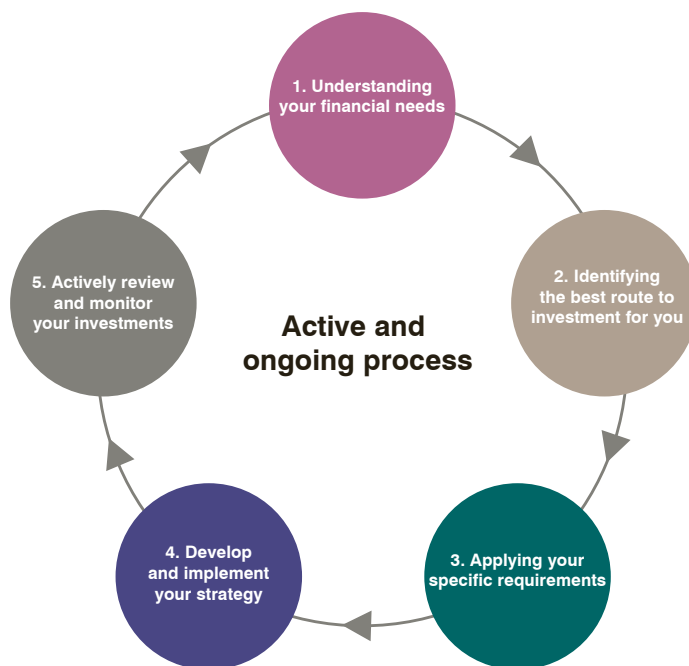 1. Understanding
your financial needs
2. Identifying
the best route to
investment for you
3. Applying your
specific requirements
4. Develop
and implement
your strategy
5. Actively review
and monitor
your investments
Active and
ongoing process